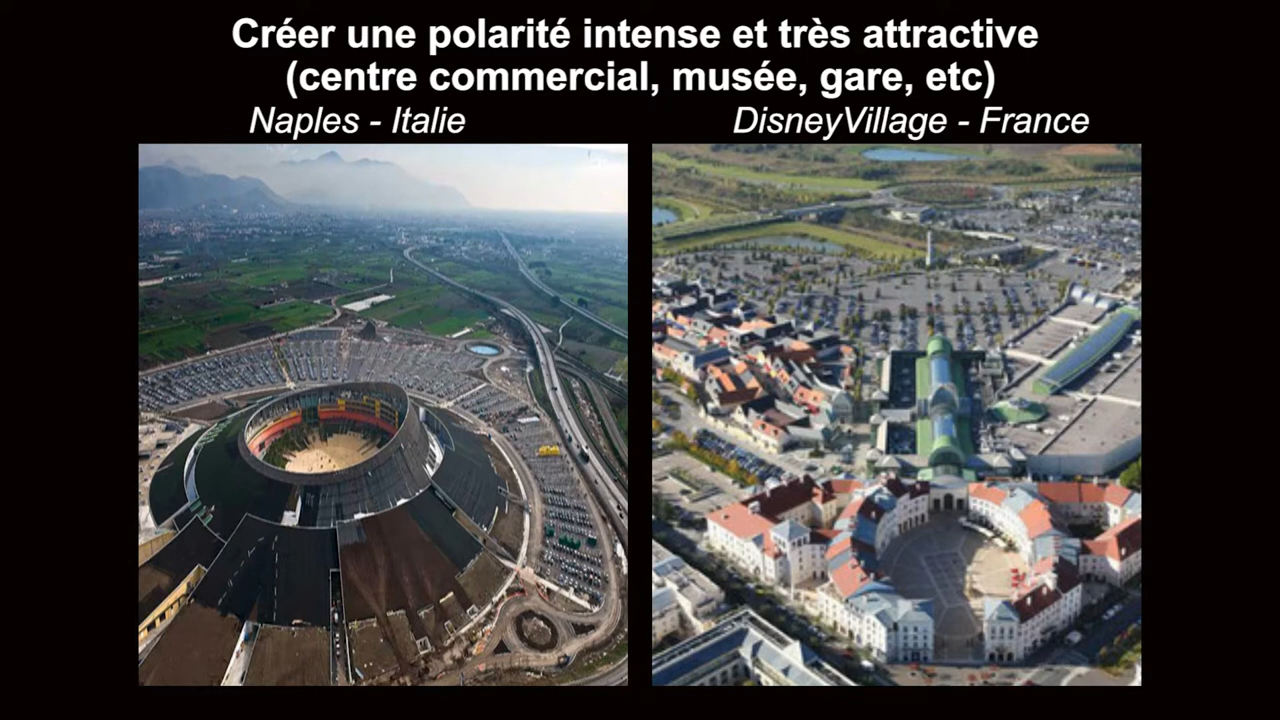 Créer une polarité intense et très attractive
(centre commercial, musée, gare, etc)
Naples - Italie
DisneyVillage - France